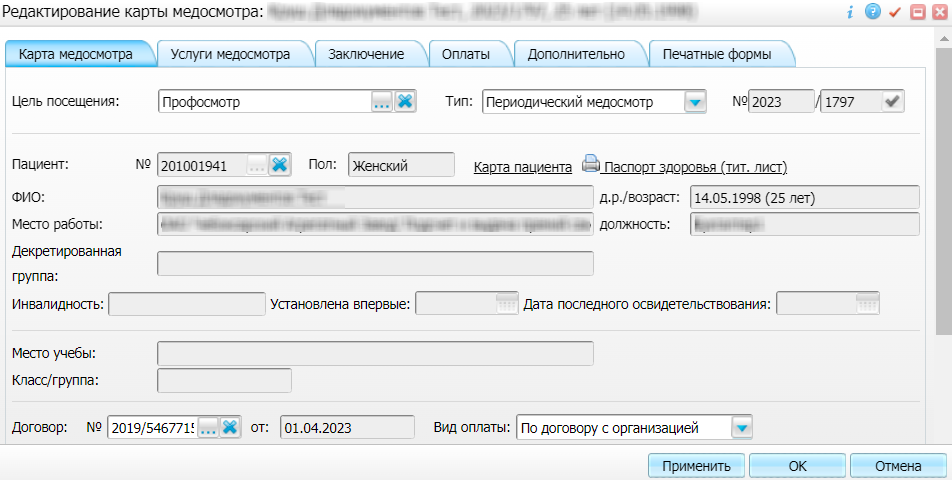 Редактирование карты медосмотра:
Карта медосмотра Услуги медосмотра Заключение Оплаты Дополнительно Печатные формы
Цель посещения: Профосмотр ... Тип: Периодический медосмотр № 2023 / 1797
Пациент: № 201001941 ... Пол: Женский Карта пациента Паспорт здоровья (тит. лист)
ФИО: д.р./возраст: 14.05.1998 (25 лет)
Место работы: должность:
Декретированная
группа:
Инвалидность: Установлена впервые: Дата последного освидетельствования:
Место учебы:
Класс/группа:
Договор: № 2019/5467715 ... от: 01.04.2023 Вид оплаты: По договору с организацией
Применить OK Отмена